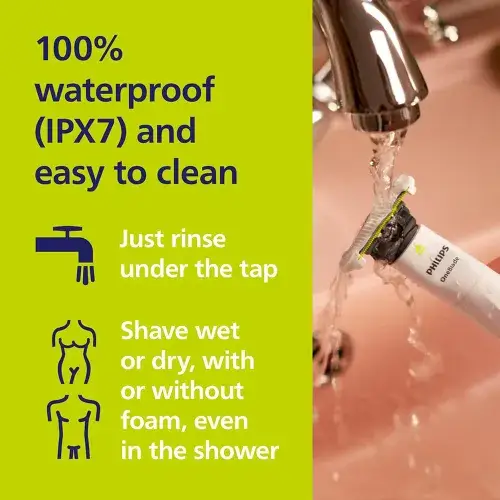 100%
waterproof
(IPX7) and
easy to clean
Just rinse
under the tap
Shave wet
or dry, with
or without
foam, even
in the shower
PHILIPS
OneBlade